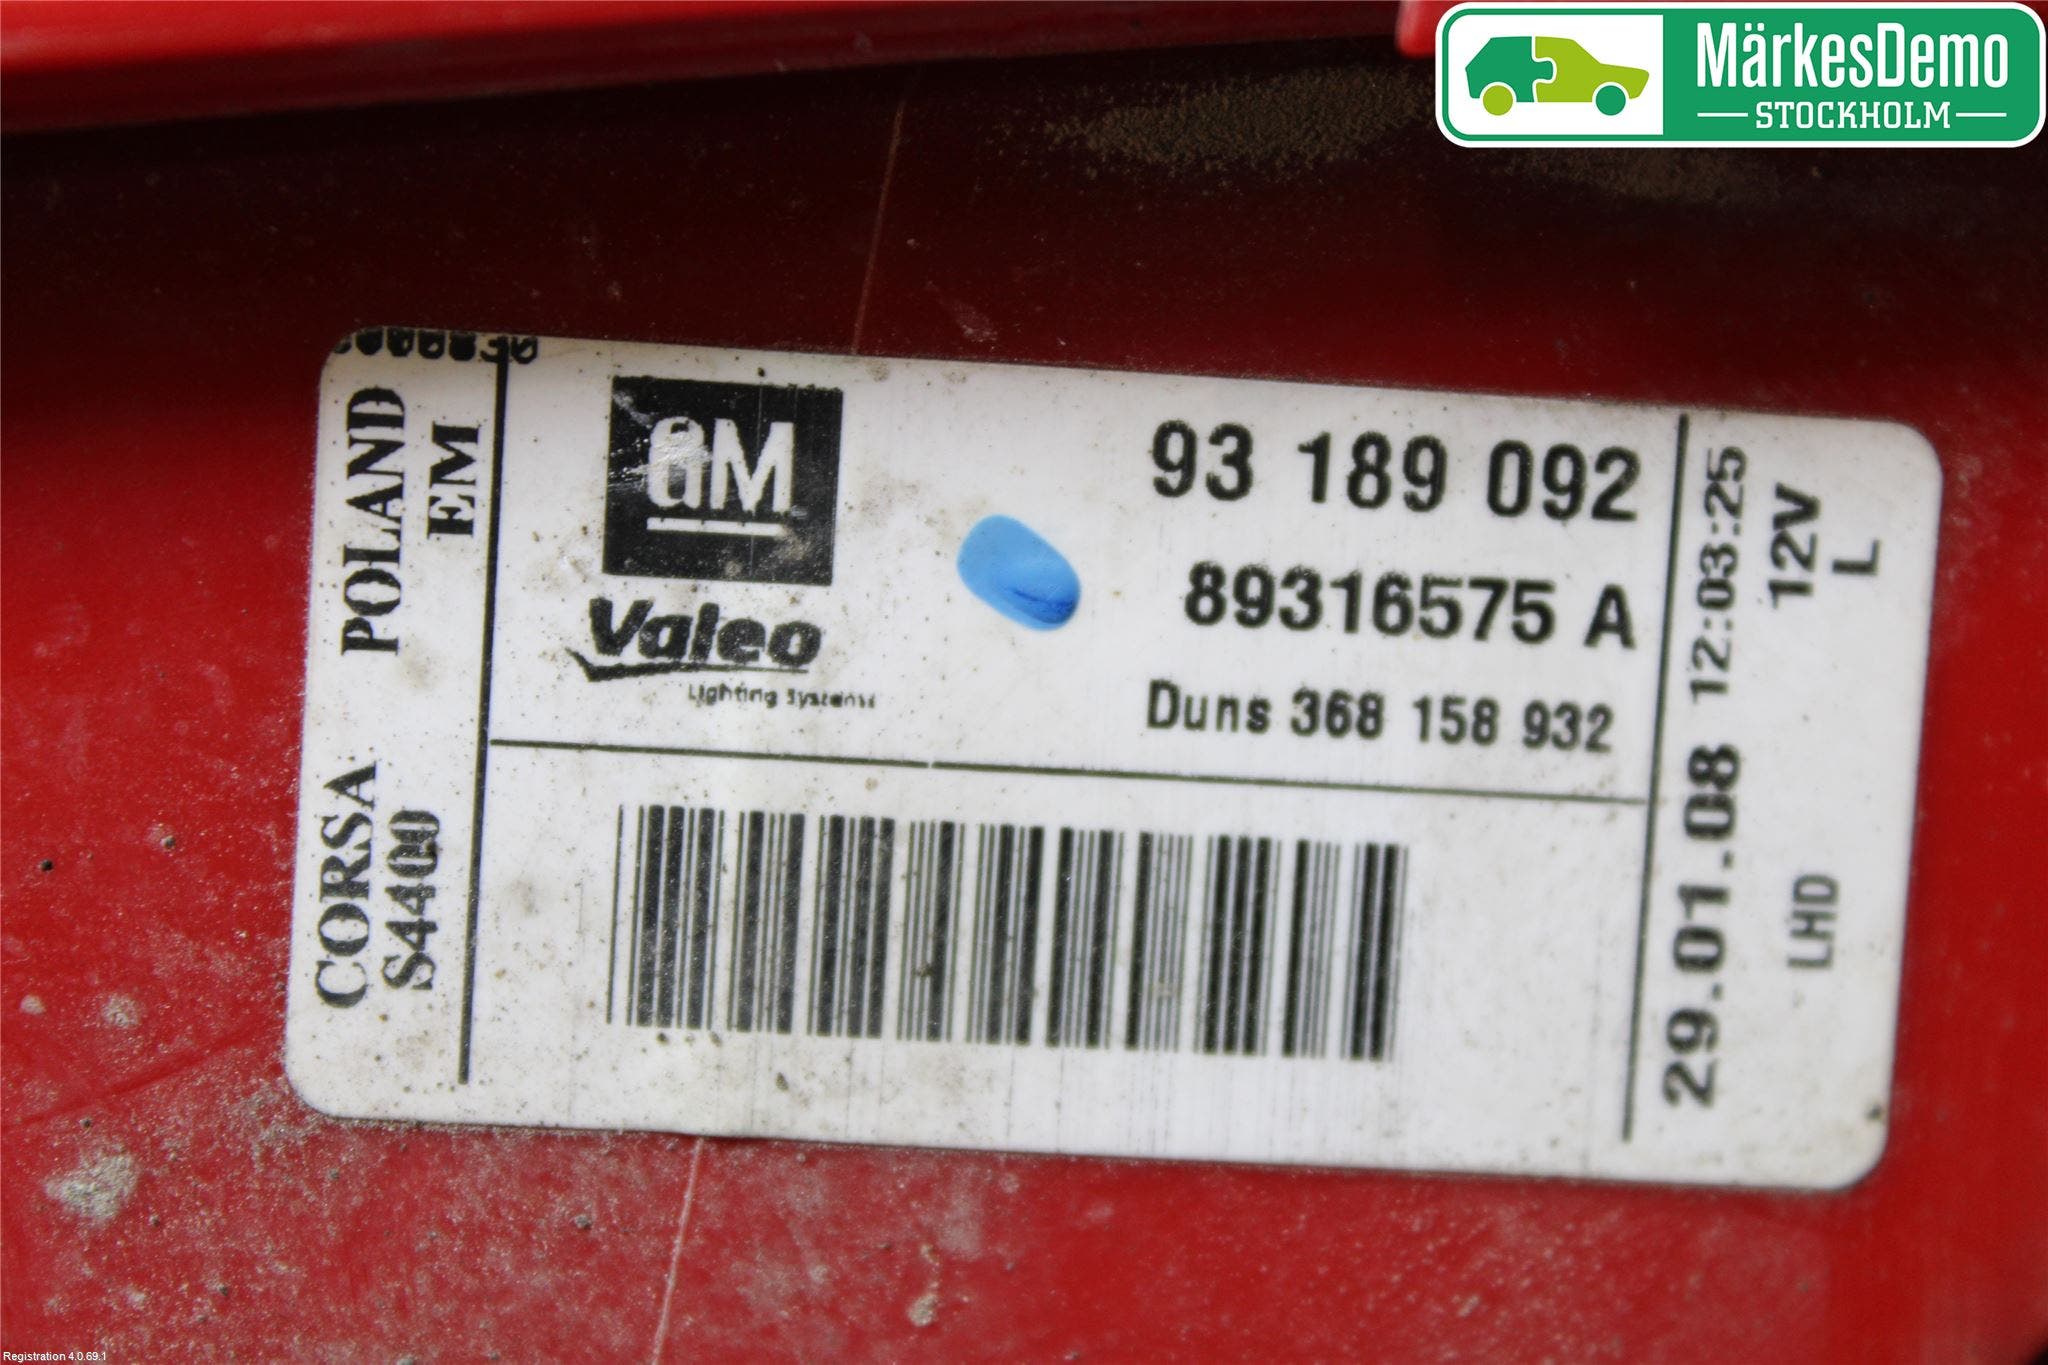 MärkesDemo
STOCKHOLM
POLAND
EM
CORSA
S4400
GM
Valeo
Lighting Systems
93 189 092
89316575 A
Duns 368 158 932
29.01.08 12:03:25
12V
L
LHD
Registration 4.0.69.1